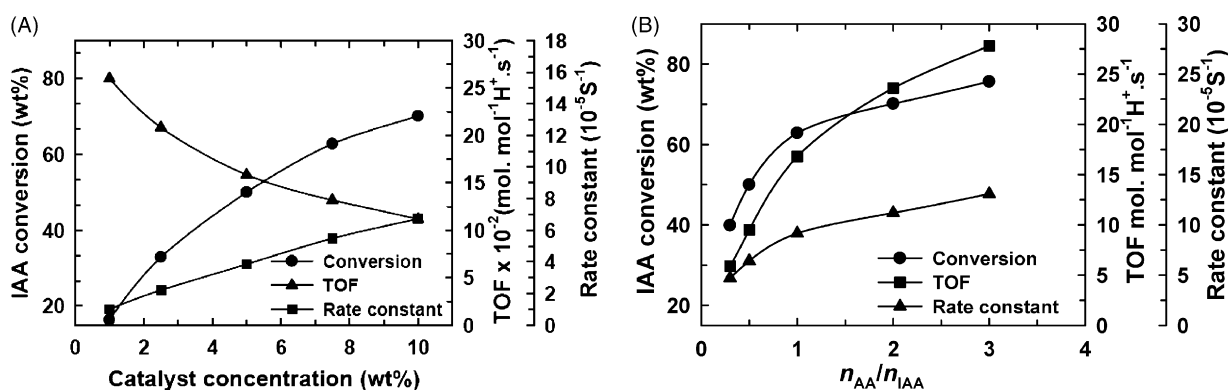 (A)
IAA conversion (wt%)
80
60
40
20
0 2 4 6 8 10
Catalyst concentration (wt%)
Conversion
TOF
Rate constant
30
25
20
15
10
5
0
TOF x 10⁻² (mol. mol⁻¹H⁺.s⁻¹
18
16
14
12
10
8
6
4
2
0
Rate constant (10⁻⁵S⁻¹)
(B)
IAA conversion (wt%)
80
60
40
20
0 1 2 3 4
n_AA/n_IAA
Conversion
TOF
Rate constant
30
25
20
15
10
5
0
TOF mol. mol⁻¹H⁺.s⁻¹
30
25
20
15
10
5
0
Rate constant (10⁻⁵S⁻¹)